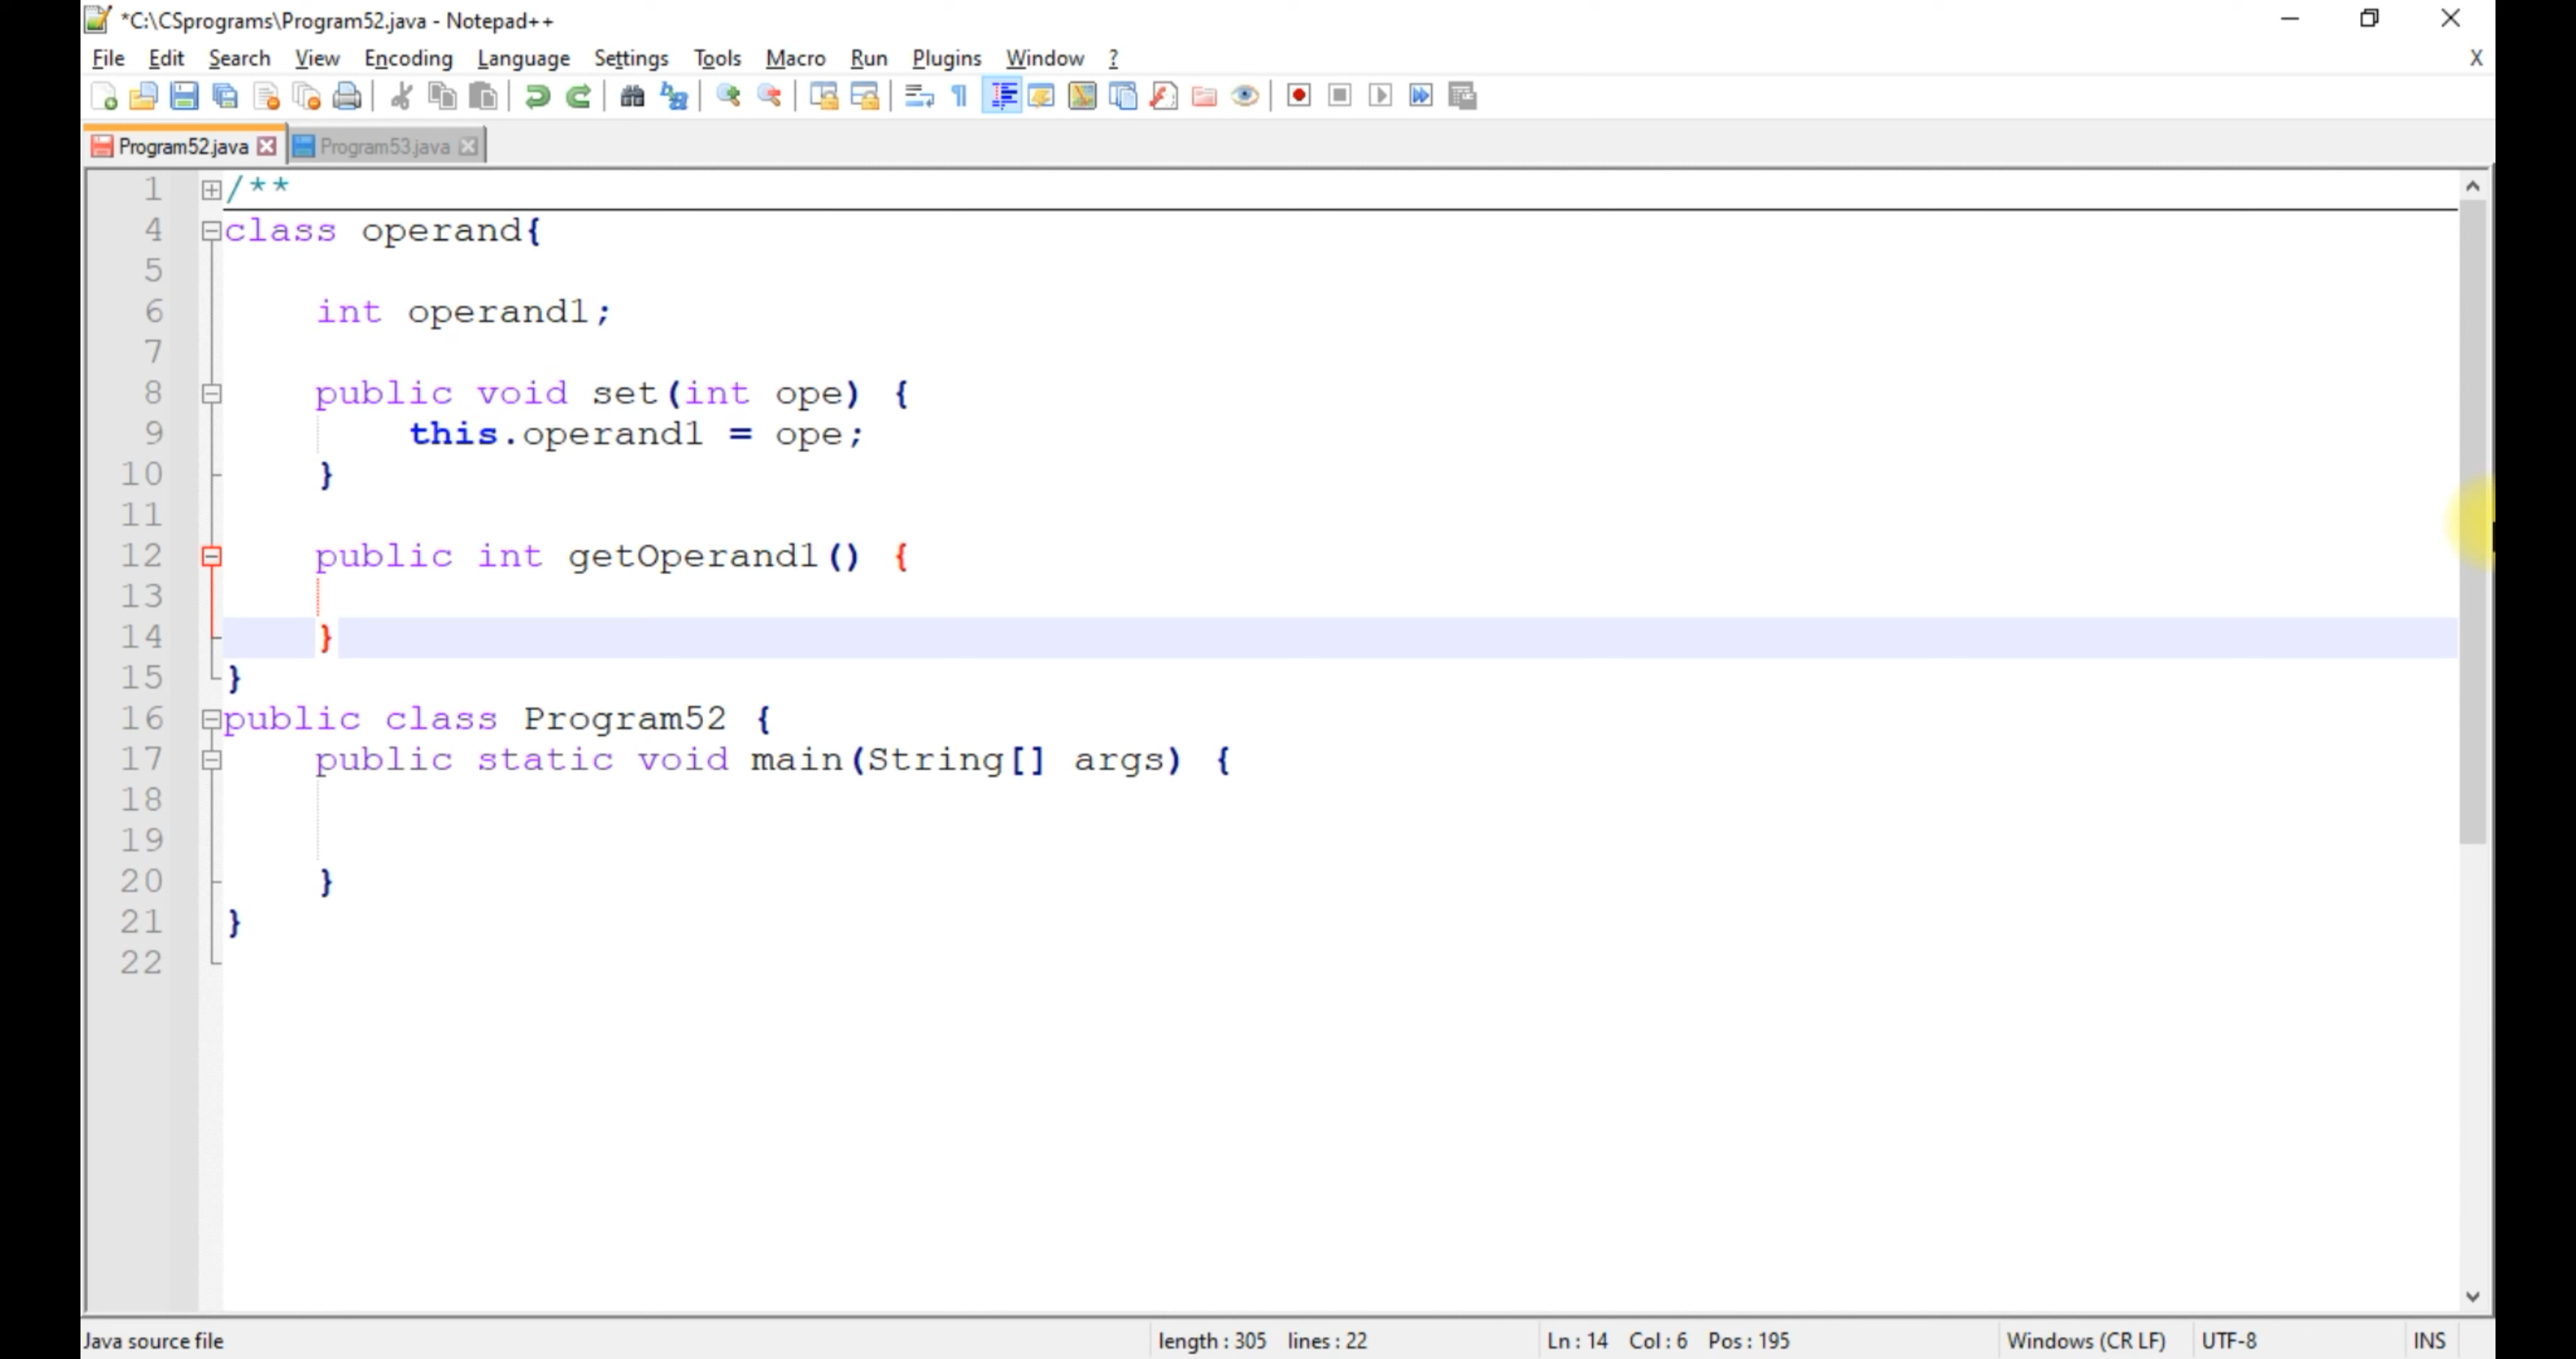 *C:\CSprograms\Program52.java - Notepad++
File Edit Search View Encoding Language Settings Tools Macro Run Plugins Window ? X
Program52.java Program53.java
1 /**
4 class operand{
5
6 int operand1;
7
8 public void set(int ope) {
9 this.operand1 = ope;
10 }
11
12 public int getOperand1() {
13
14 }
15 }
16 public class Program52 {
17 public static void main(String[] args) {
18
19
20 }
21 }
22
Java source file length : 305 lines : 22 Ln : 14 Col : 6 Pos : 195 Windows (CR LF) UTF-8 INS